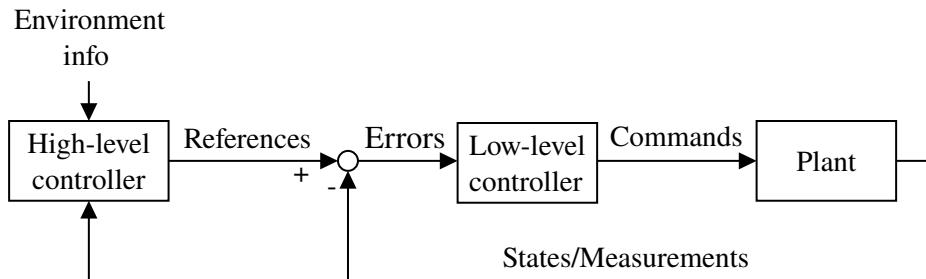 Environment
info
High-level
controller
References
+
-
Errors
Low-level
controller
Commands
Plant
States/Measurements